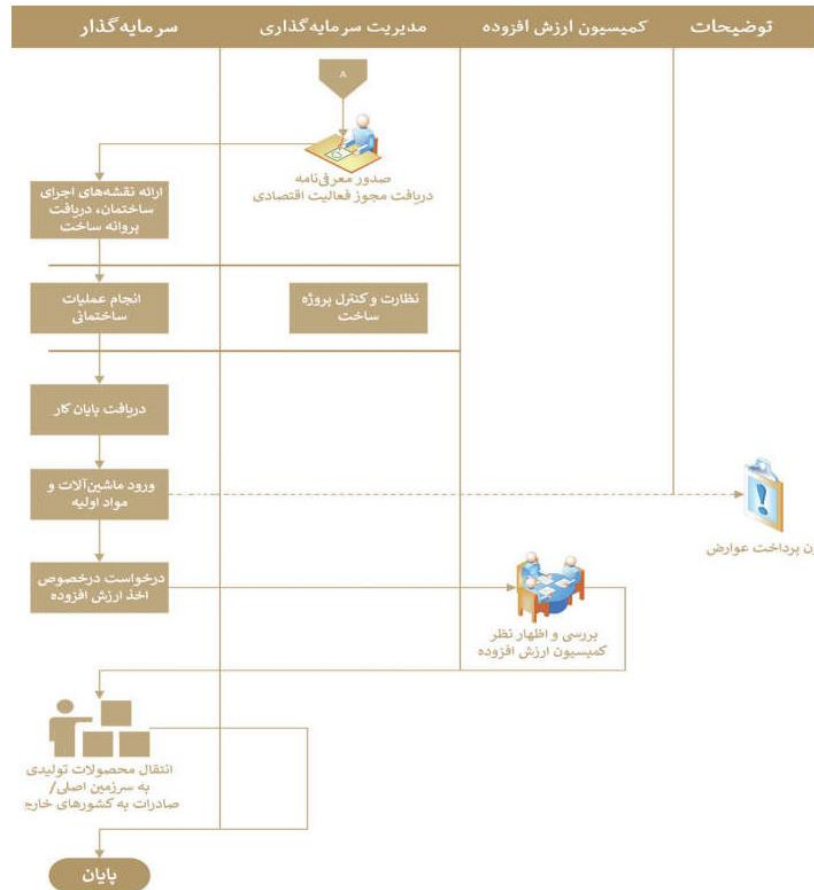 توضیحات
کمیسیون ارزش افزوده
مدیریت سرمایه‌گذاری
سرمایه‌گذار
A
صدور معرفی‌نامه
دریافت مجوز فعالیت اقتصادی
ارائه نقشه‌های اجرای
ساختمان، دریافت
پروانه ساخت
نظارت و کنترل پروژه
ساخت
انجام عملیات
ساختمانی
دریافت پایان کار
ورود ماشین‌آلات و
مواد اولیه
پرداخت عوارض
درخواست درخصوص
اخذ ارزش افزوده
بررسی و اظهار نظر
کمیسیون ارزش افزوده
انتقال محصولات تولیدی
به سرزمین اصلی/
صادرات به کشورهای
پایان